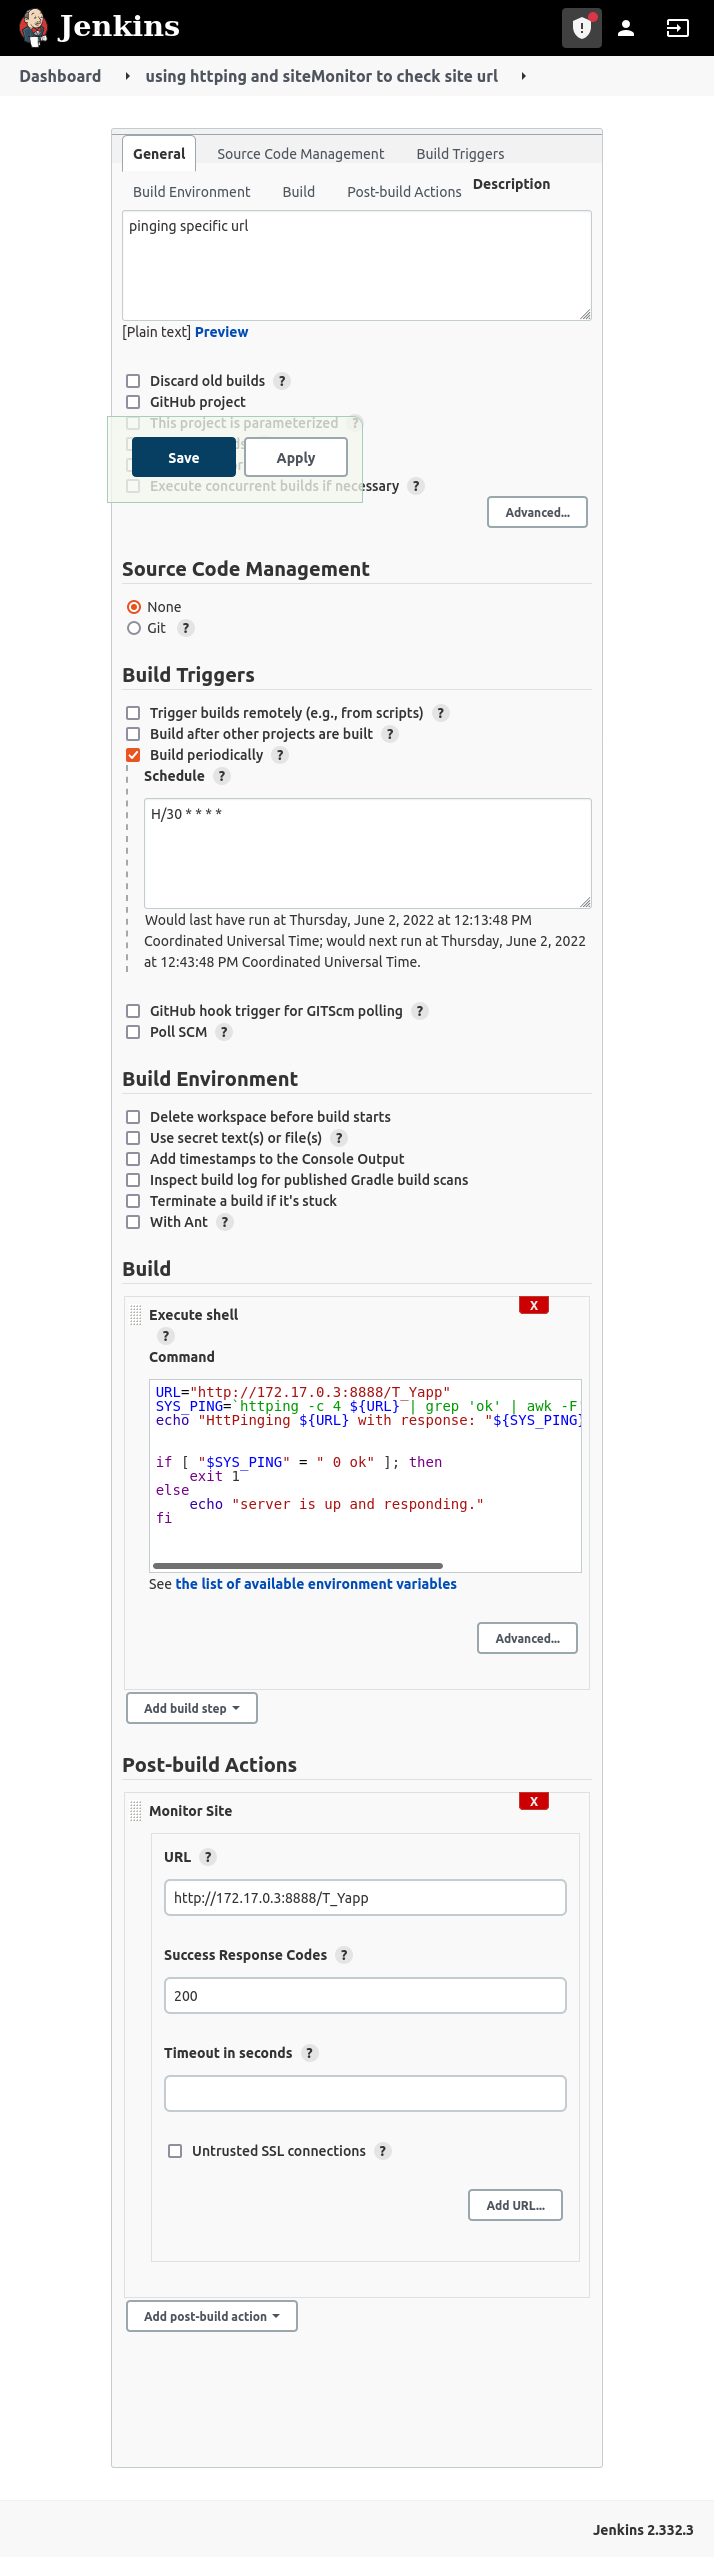 Jenkins
Dashboard
using httping and siteMonitor to check site url
General
Source Code Management
Build Triggers
Build Environment
Build
Post-build Actions
Description
pinging specific url
[Plain text] Preview
Discard old builds ?
GitHub project
This project is parameterized ?
Save
Apply
Execute concurrent builds if necessary ?
Advanced...
Source Code Management
None
Git ?
Build Triggers
Trigger builds remotely (e.g., from scripts) ?
Build after other projects are built ?
Build periodically ?
Schedule ?
H/30 * * * *
Would last have run at Thursday, June 2, 2022 at 12:13:48 PM
Coordinated Universal Time; would next run at Thursday, June 2, 2022
at 12:43:48 PM Coordinated Universal Time.
GitHub hook trigger for GITScm polling ?
Poll SCM ?
Build Environment
Delete workspace before build starts
Use secret text(s) or file(s) ?
Add timestamps to the Console Output
Inspect build log for published Gradle build scans
Terminate a build if it's stuck
With Ant ?
Build
X
Execute shell
?
Command
URL="http://172.17.0.3:8888/T_Yapp"
SYS_PING=`httping -c 4 ${URL} | grep 'ok' | awk -F
echo "HttPinging ${URL} with response: "${SYS_PING}
if [ "$SYS_PING" = " 0 ok" ]; then
exit 1
else
echo "server is up and responding."
fi
See the list of available environment variables
Advanced...
Add build step
Post-build Actions
X
Monitor Site
URL ?
http://172.17.0.3:8888/T_Yapp
Success Response Codes ?
200
Timeout in seconds ?
Untrusted SSL connections ?
Add URL...
Add post-build action
Jenkins 2.332.3